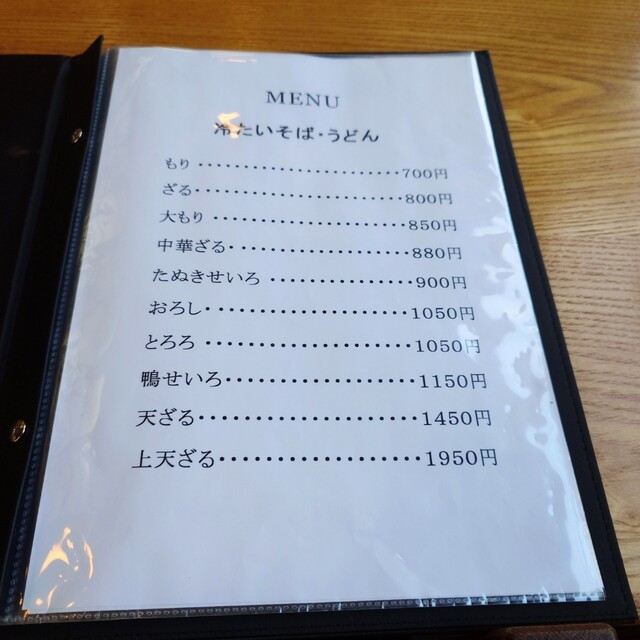 MENU
冷たいそば・うどん
もり・・・・・・・・・・・・・・・・・・・・・・700円
ざる・・・・・・・・・・・・・・・・・・・・・・800円
大もり・・・・・・・・・・・・・・・・・・・・850円
中華ざる・・・・・・・・・・・・・・・・・・880円
たぬきせいろ・・・・・・・・・・・・・・・900円
おろし・・・・・・・・・・・・・・・・・・・・1050円
とろろ・・・・・・・・・・・・・・・・・・・・1050円
鴨せいろ・・・・・・・・・・・・・・・・・・1150円
天ざる・・・・・・・・・・・・・・・・・・・・1450円
上天ざる・・・・・・・・・・・・・・・・・・1950円